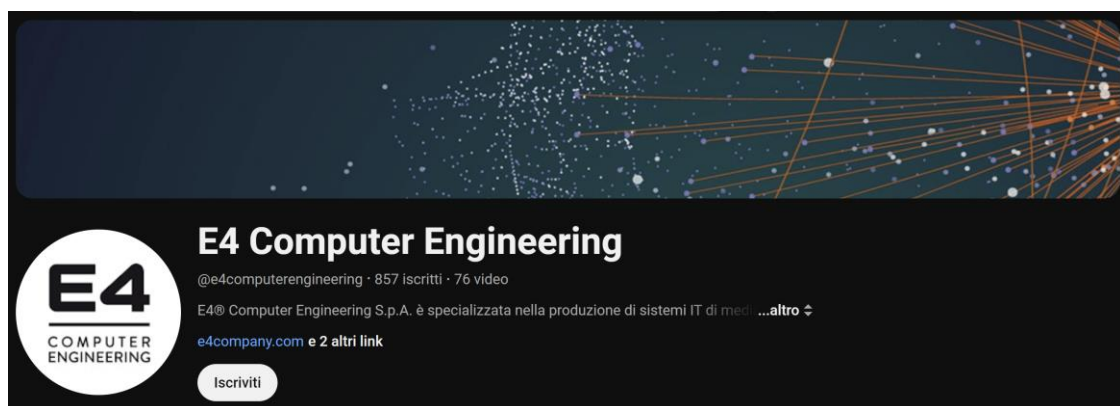 E4
COMPUTER
ENGINEERING
E4 Computer Engineering
@e4computerengineering · 857 iscritti · 76 video
E4® Computer Engineering S.p.A. è specializzata nella produzione di sistemi IT di medi ...altro
e4company.com e 2 altri link
Iscriviti